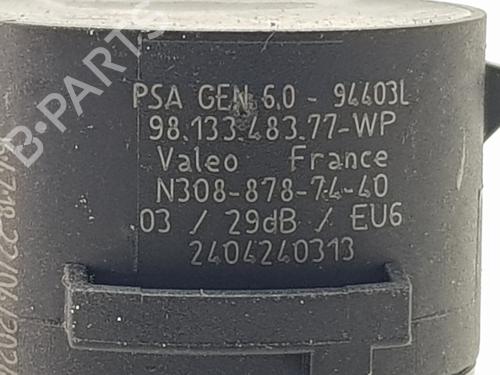 PSA GEN 6.0 - 94403L
98.133.483.77-WP
Valeo France
N308-878-74-40
03 / 29dB / EU6
2404240313
B-PARTS